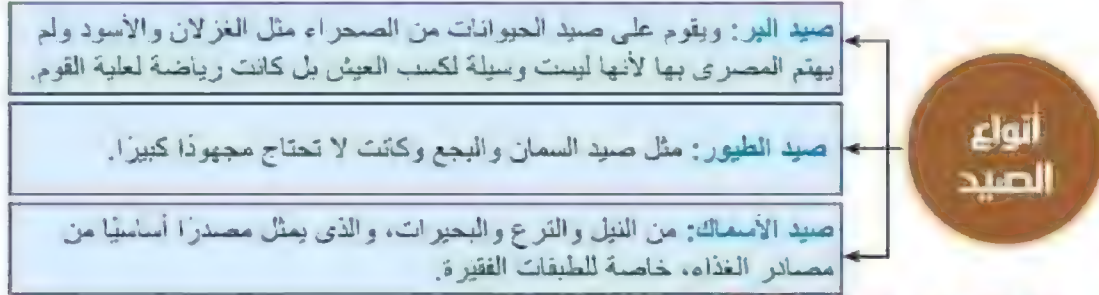 أنواع
الصيد
صيد البر: ويقوم على صيد الحيوانات من الصحراء مثل الغزلان والأسود ولم
يهتم المصرى بها لأنها ليست وسيلة لكسب العيش بل كانت رياضة لعلية القوم.
صيد الطيور: مثل صيد السمان والبجع وكانت لا تحتاج مجهودًا كبيرًا.
صيد الأسماك: من النيل والترع والبحيرات، والذى يمثل مصدرًا أساسيًا من
مصادر الغذاء، خاصة للطبقات الفقيرة.